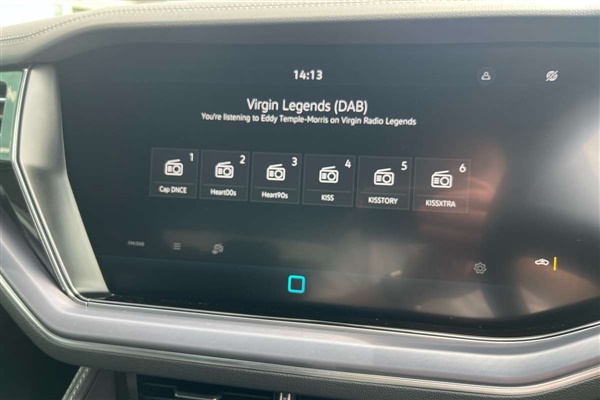 14:13
Virgin Legends (DAB)
You're listening to Eddy Temple-Morris on Virgin Radio Legends
1 2 3 4 5 6
Cap DNCE Heart00s Heart90s KISS KISSTORY KISSXTRA
FM/DAB